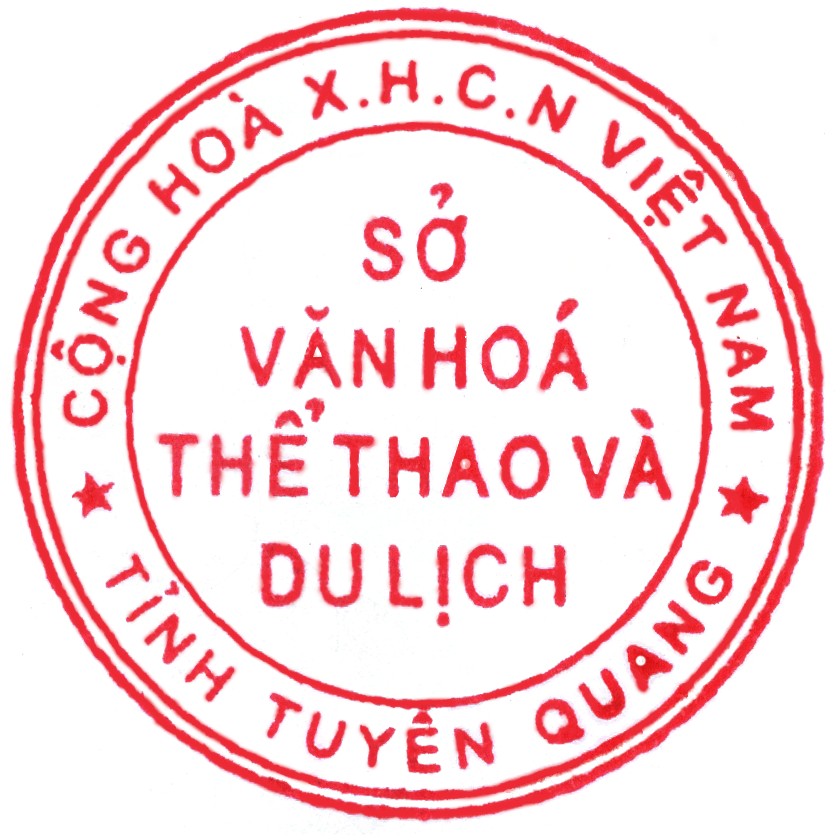 CỘNG HOÀ X.H.C.N VIỆT NAM
SỞ
VĂN HOÁ
THỂ THAO VÀ
DU LỊCH
TỈNH TUYÊN QUANG